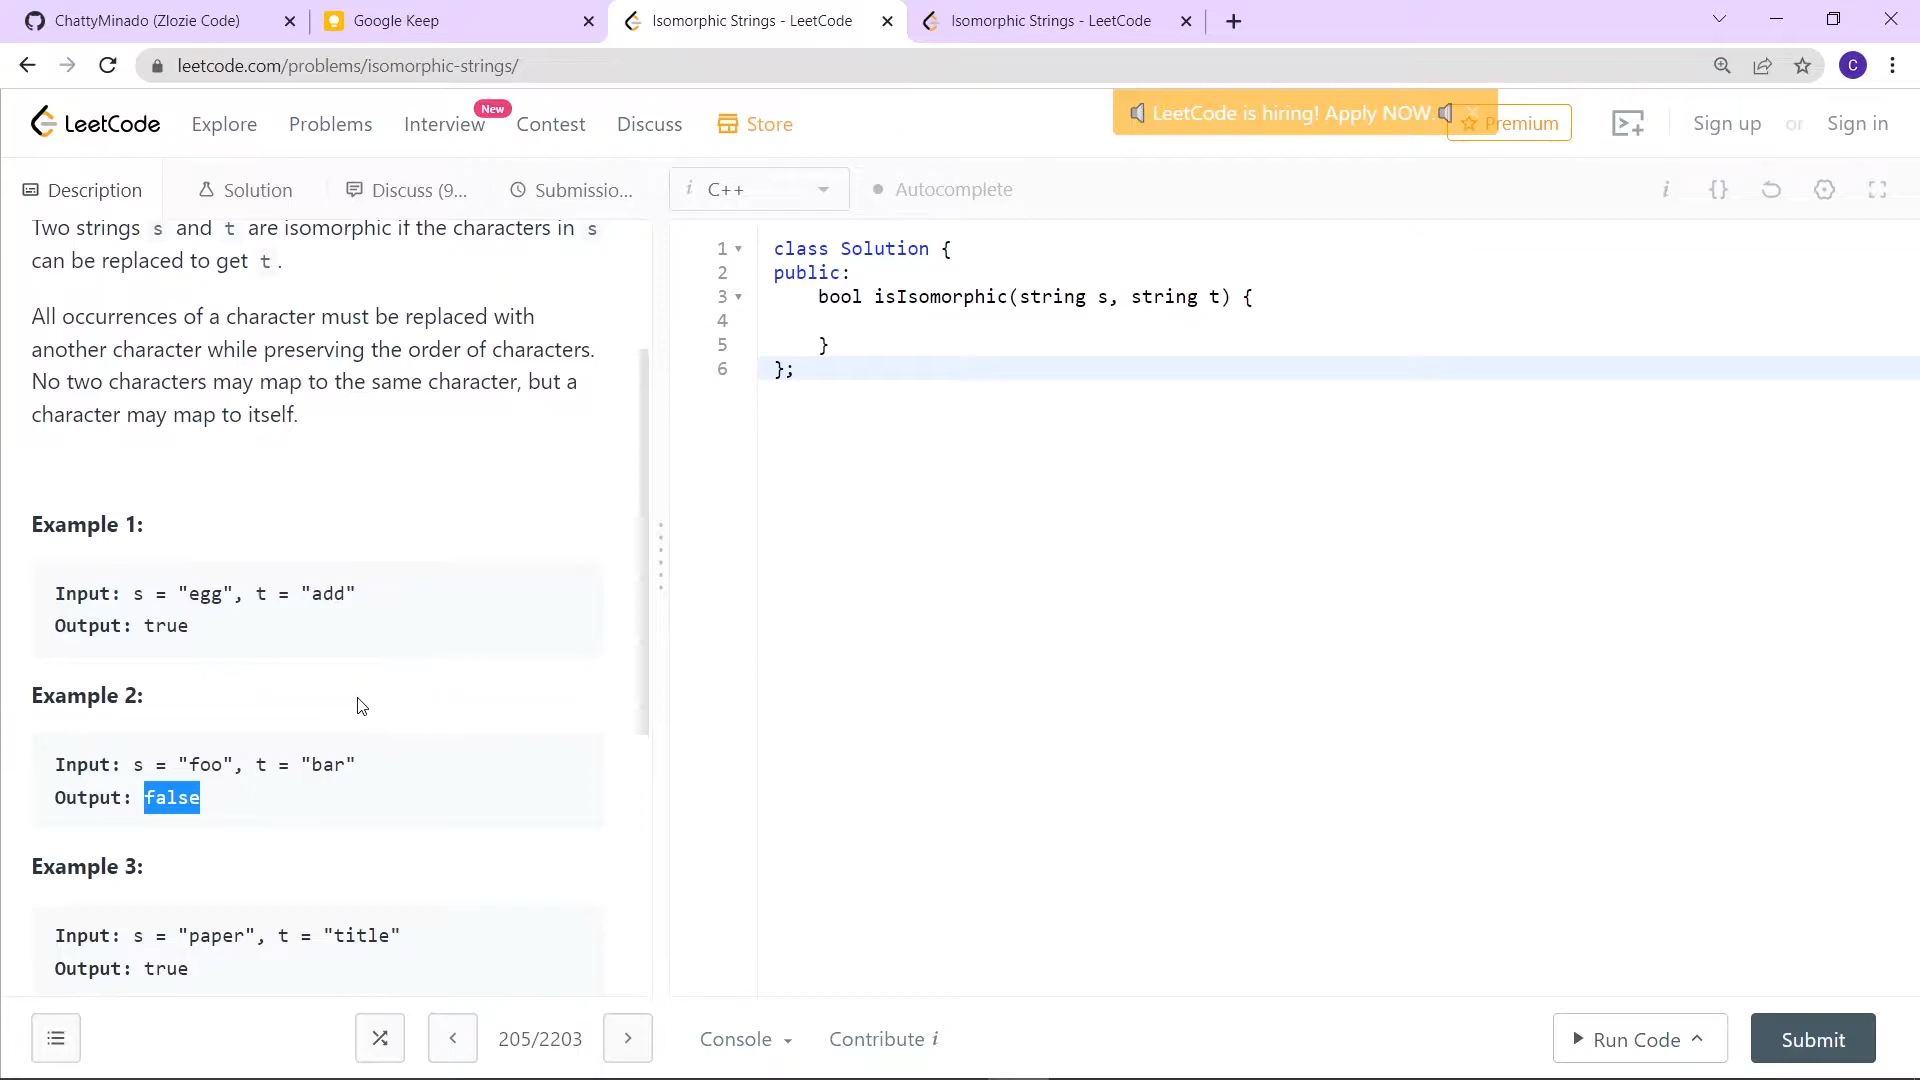 ChattyMinado (Zlozie Code)
Google Keep
Isomorphic Strings - LeetCode
Isomorphic Strings - LeetCode
leetcode.com/problems/isomorphic-strings/
C
LeetCode
Explore
Problems
Interview
New
Contest
Discuss
Store
LeetCode is hiring! Apply NOW.
Premium
Sign up
or
Sign in
Description
Solution
Discuss (9...
Submissio...
i C++
Autocomplete
i {}
Two strings s and t are isomorphic if the characters in s
can be replaced to get t .
All occurrences of a character must be replaced with
another character while preserving the order of characters.
No two characters may map to the same character, but a
character may map to itself.
Example 1:
Input: s = "egg", t = "add"
Output: true
Example 2:
Input: s = "foo", t = "bar"
Output: false
Example 3:
Input: s = "paper", t = "title"
Output: true
1 class Solution {
2 public:
3 bool isIsomorphic(string s, string t) {
4
5 }
6 };
205/2203
Console
Contribute i
Run Code
Submit